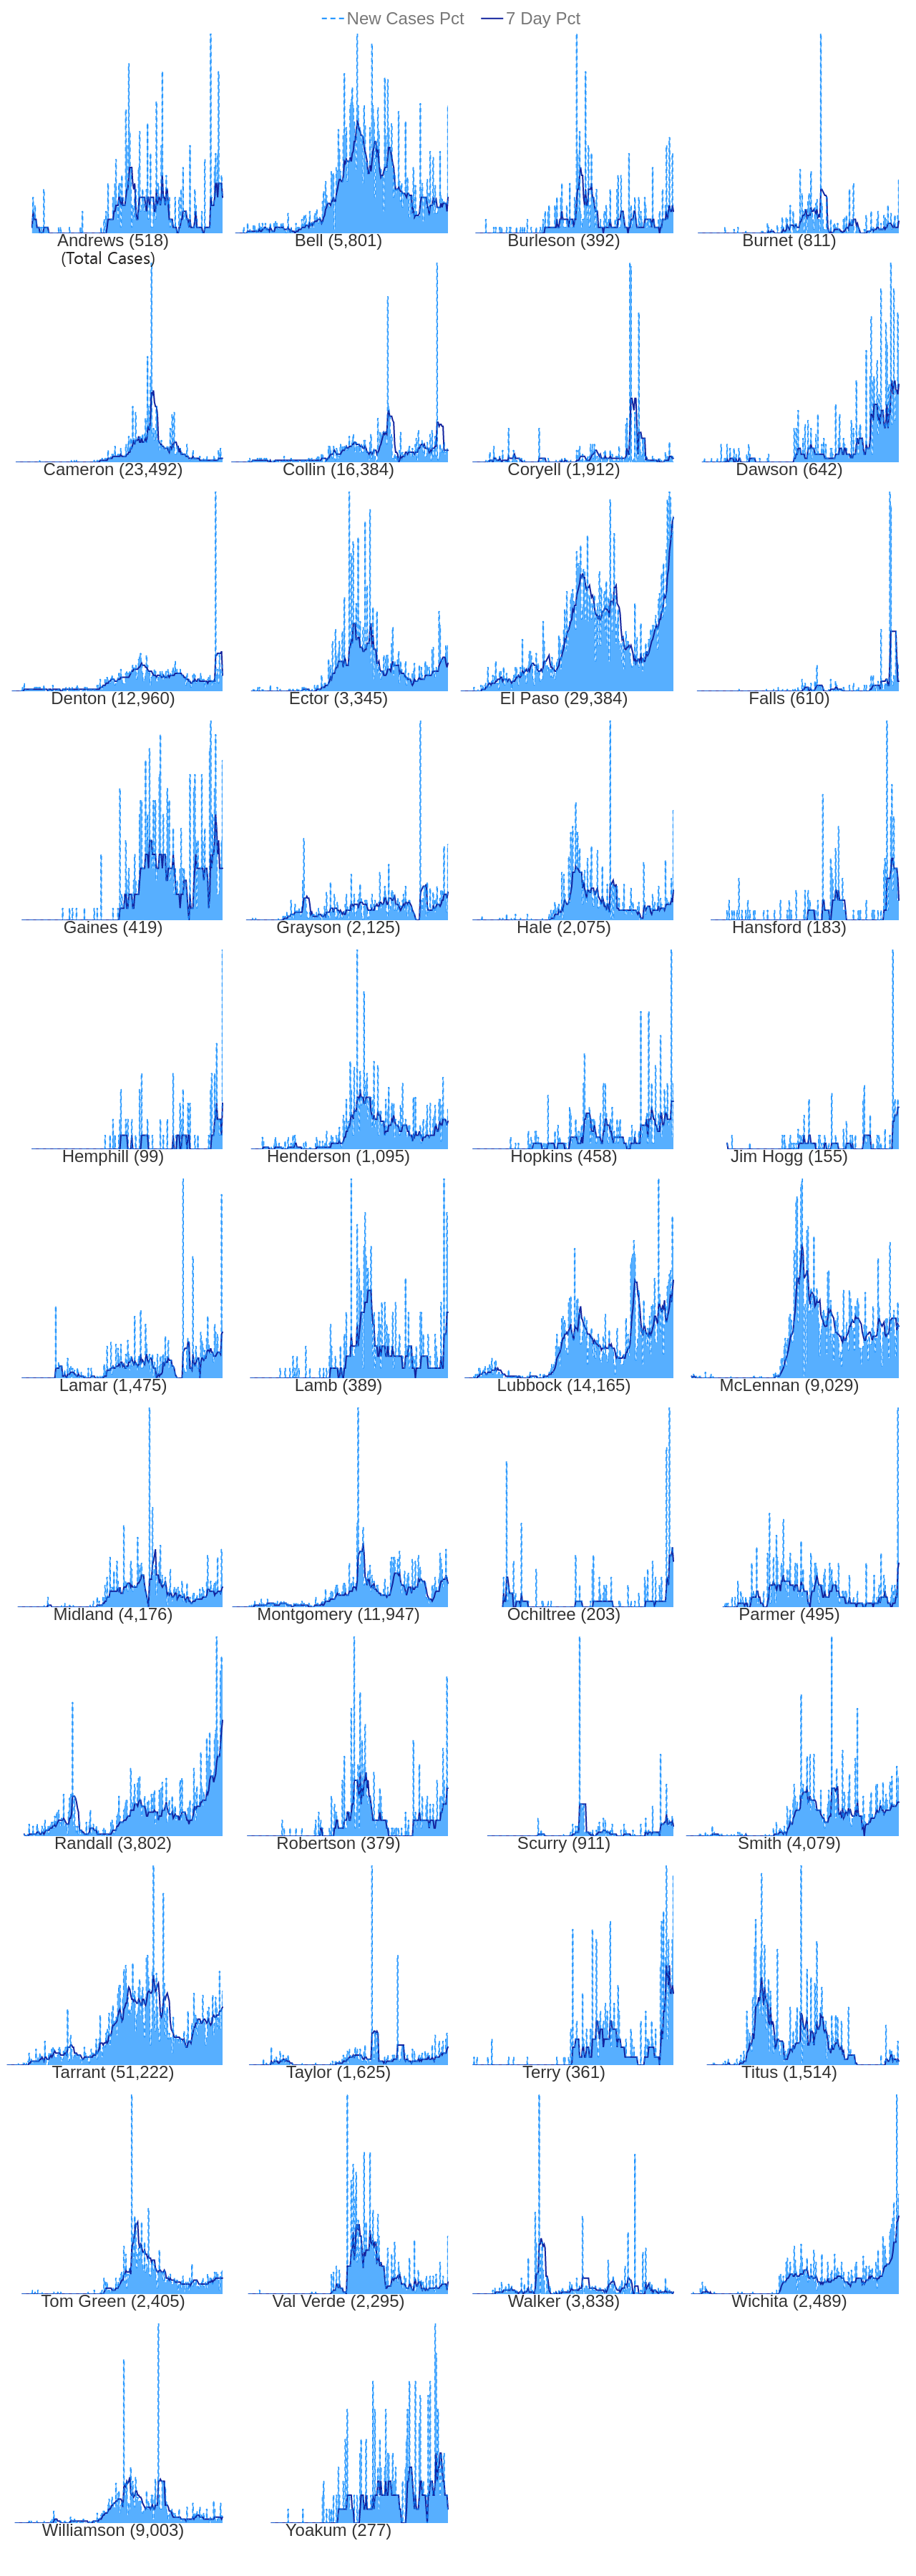 New Cases Pct 7 Day Pct
Andrews (518) Bell (5,801) Burleson (392) Burnet (811)
(Total Cases)
Cameron (23,492) Collin (16,384) Coryell (1,912) Dawson (642)
Denton (12,960) Ector (3,345) El Paso (29,384) Falls (610)
Gaines (419) Grayson (2,125) Hale (2,075) Hansford (183)
Hemphill (99) Henderson (1,095) Hopkins (458) Jim Hogg (155)
Lamar (1,475) Lamb (389) Lubbock (14,165) McLennan (9,029)
Midland (4,176) Montgomery (11,947) Ochiltree (203) Parmer (495)
Randall (3,802) Robertson (379) Scurry (911) Smith (4,079)
Tarrant (51,222) Taylor (1,625) Terry (361) Titus (1,514)
Tom Green (2,405) Val Verde (2,295) Walker (3,838) Wichita (2,489)
Williamson (9,003) Yoakum (277)